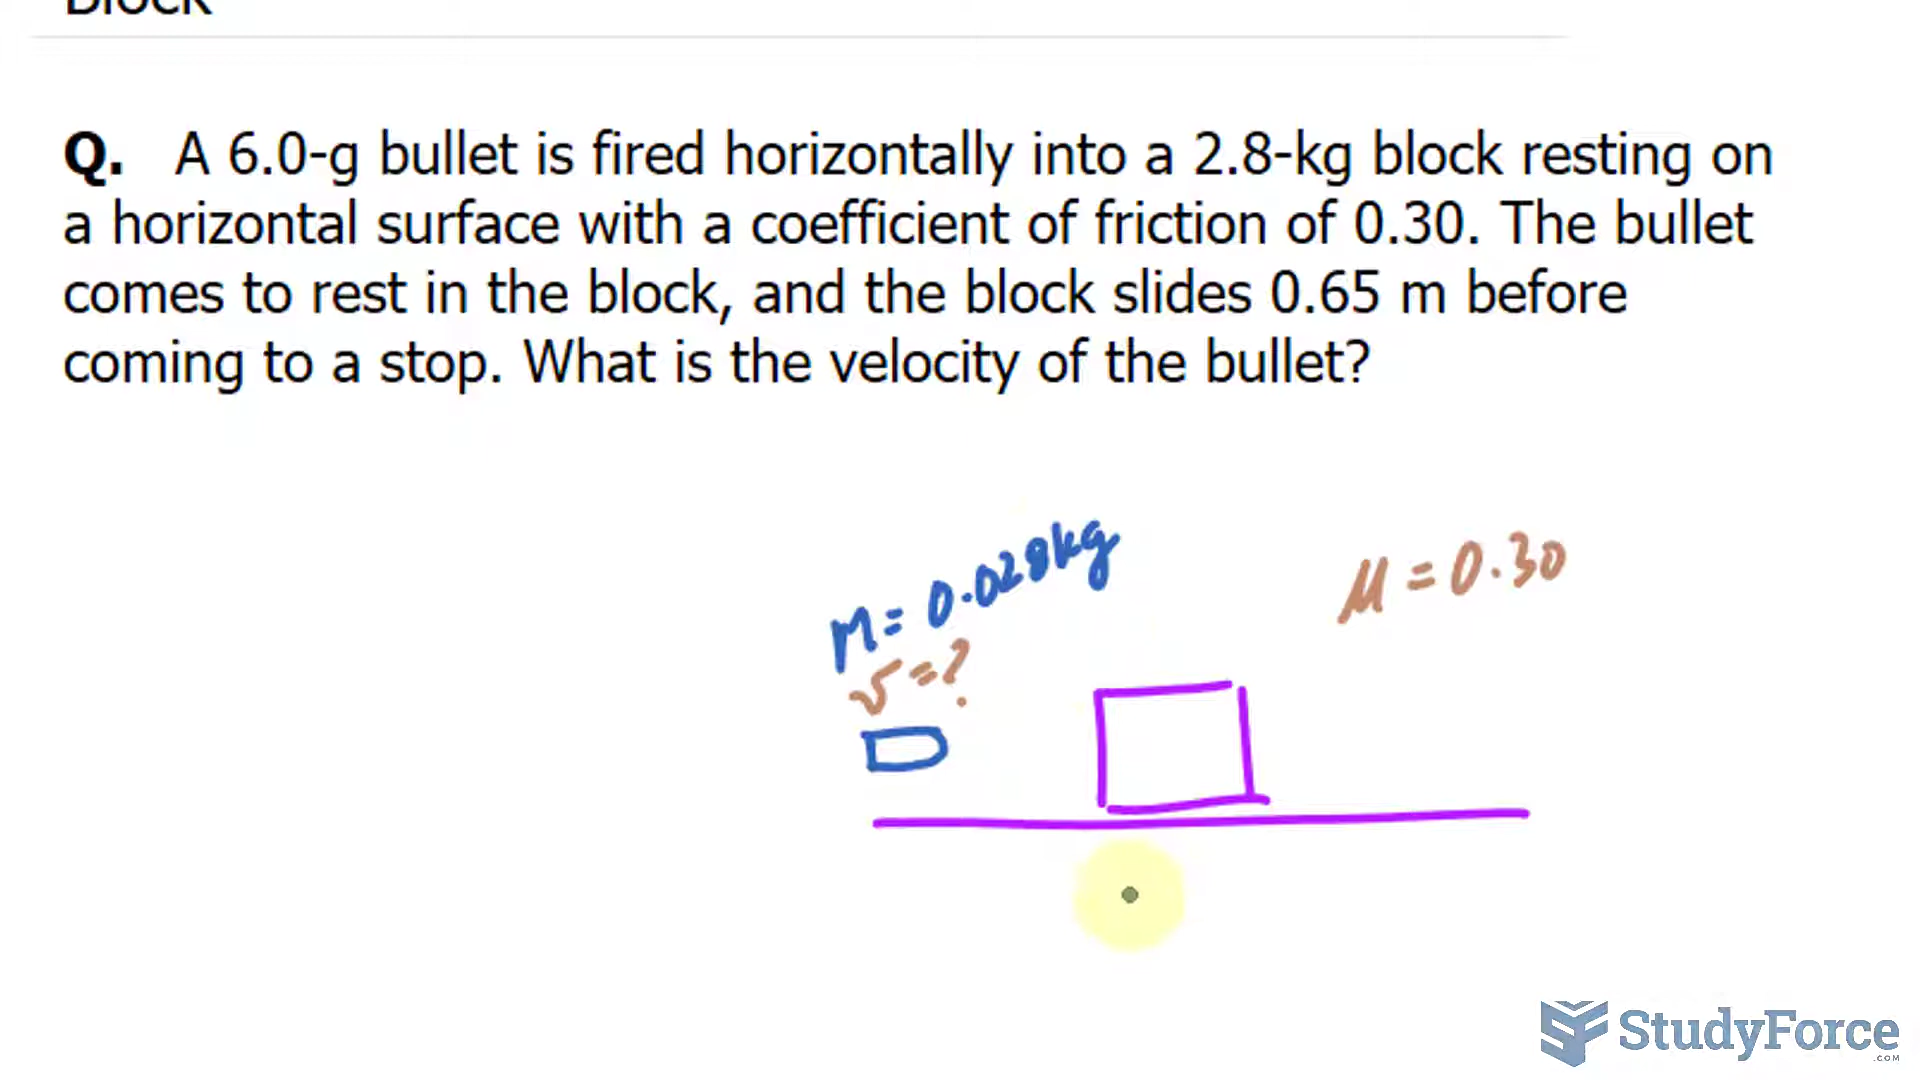 Block
Q. A 6.0-g bullet is fired horizontally into a 2.8-kg block resting on
a horizontal surface with a coefficient of friction of 0.30. The bullet
comes to rest in the block, and the block slides 0.65 m before
coming to a stop. What is the velocity of the bullet?
M = 0.028kg
μ = 0.30
v = ?
StudyForce
.COM